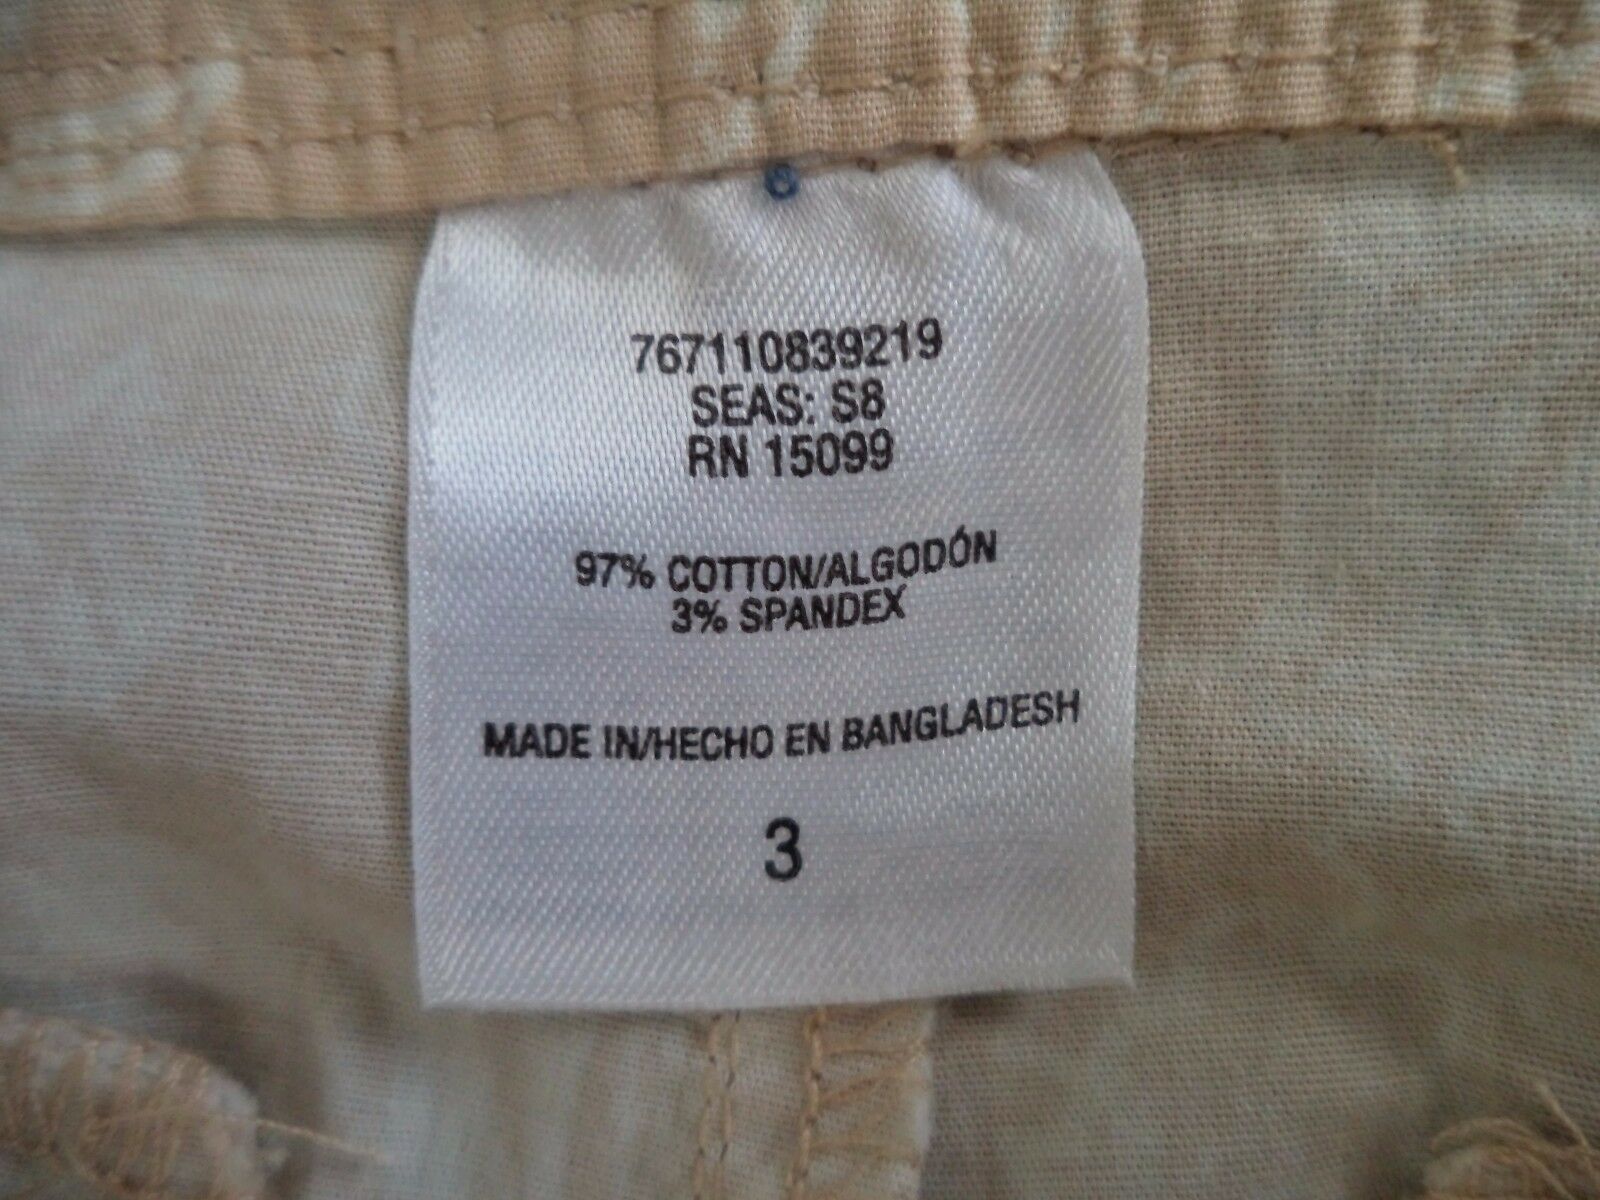 767110839219
SEAS: S8
RN 15099
97% COTTON/ALGODÓN
3% SPANDEX
MADE IN/HECHO EN BANGLADESH
3